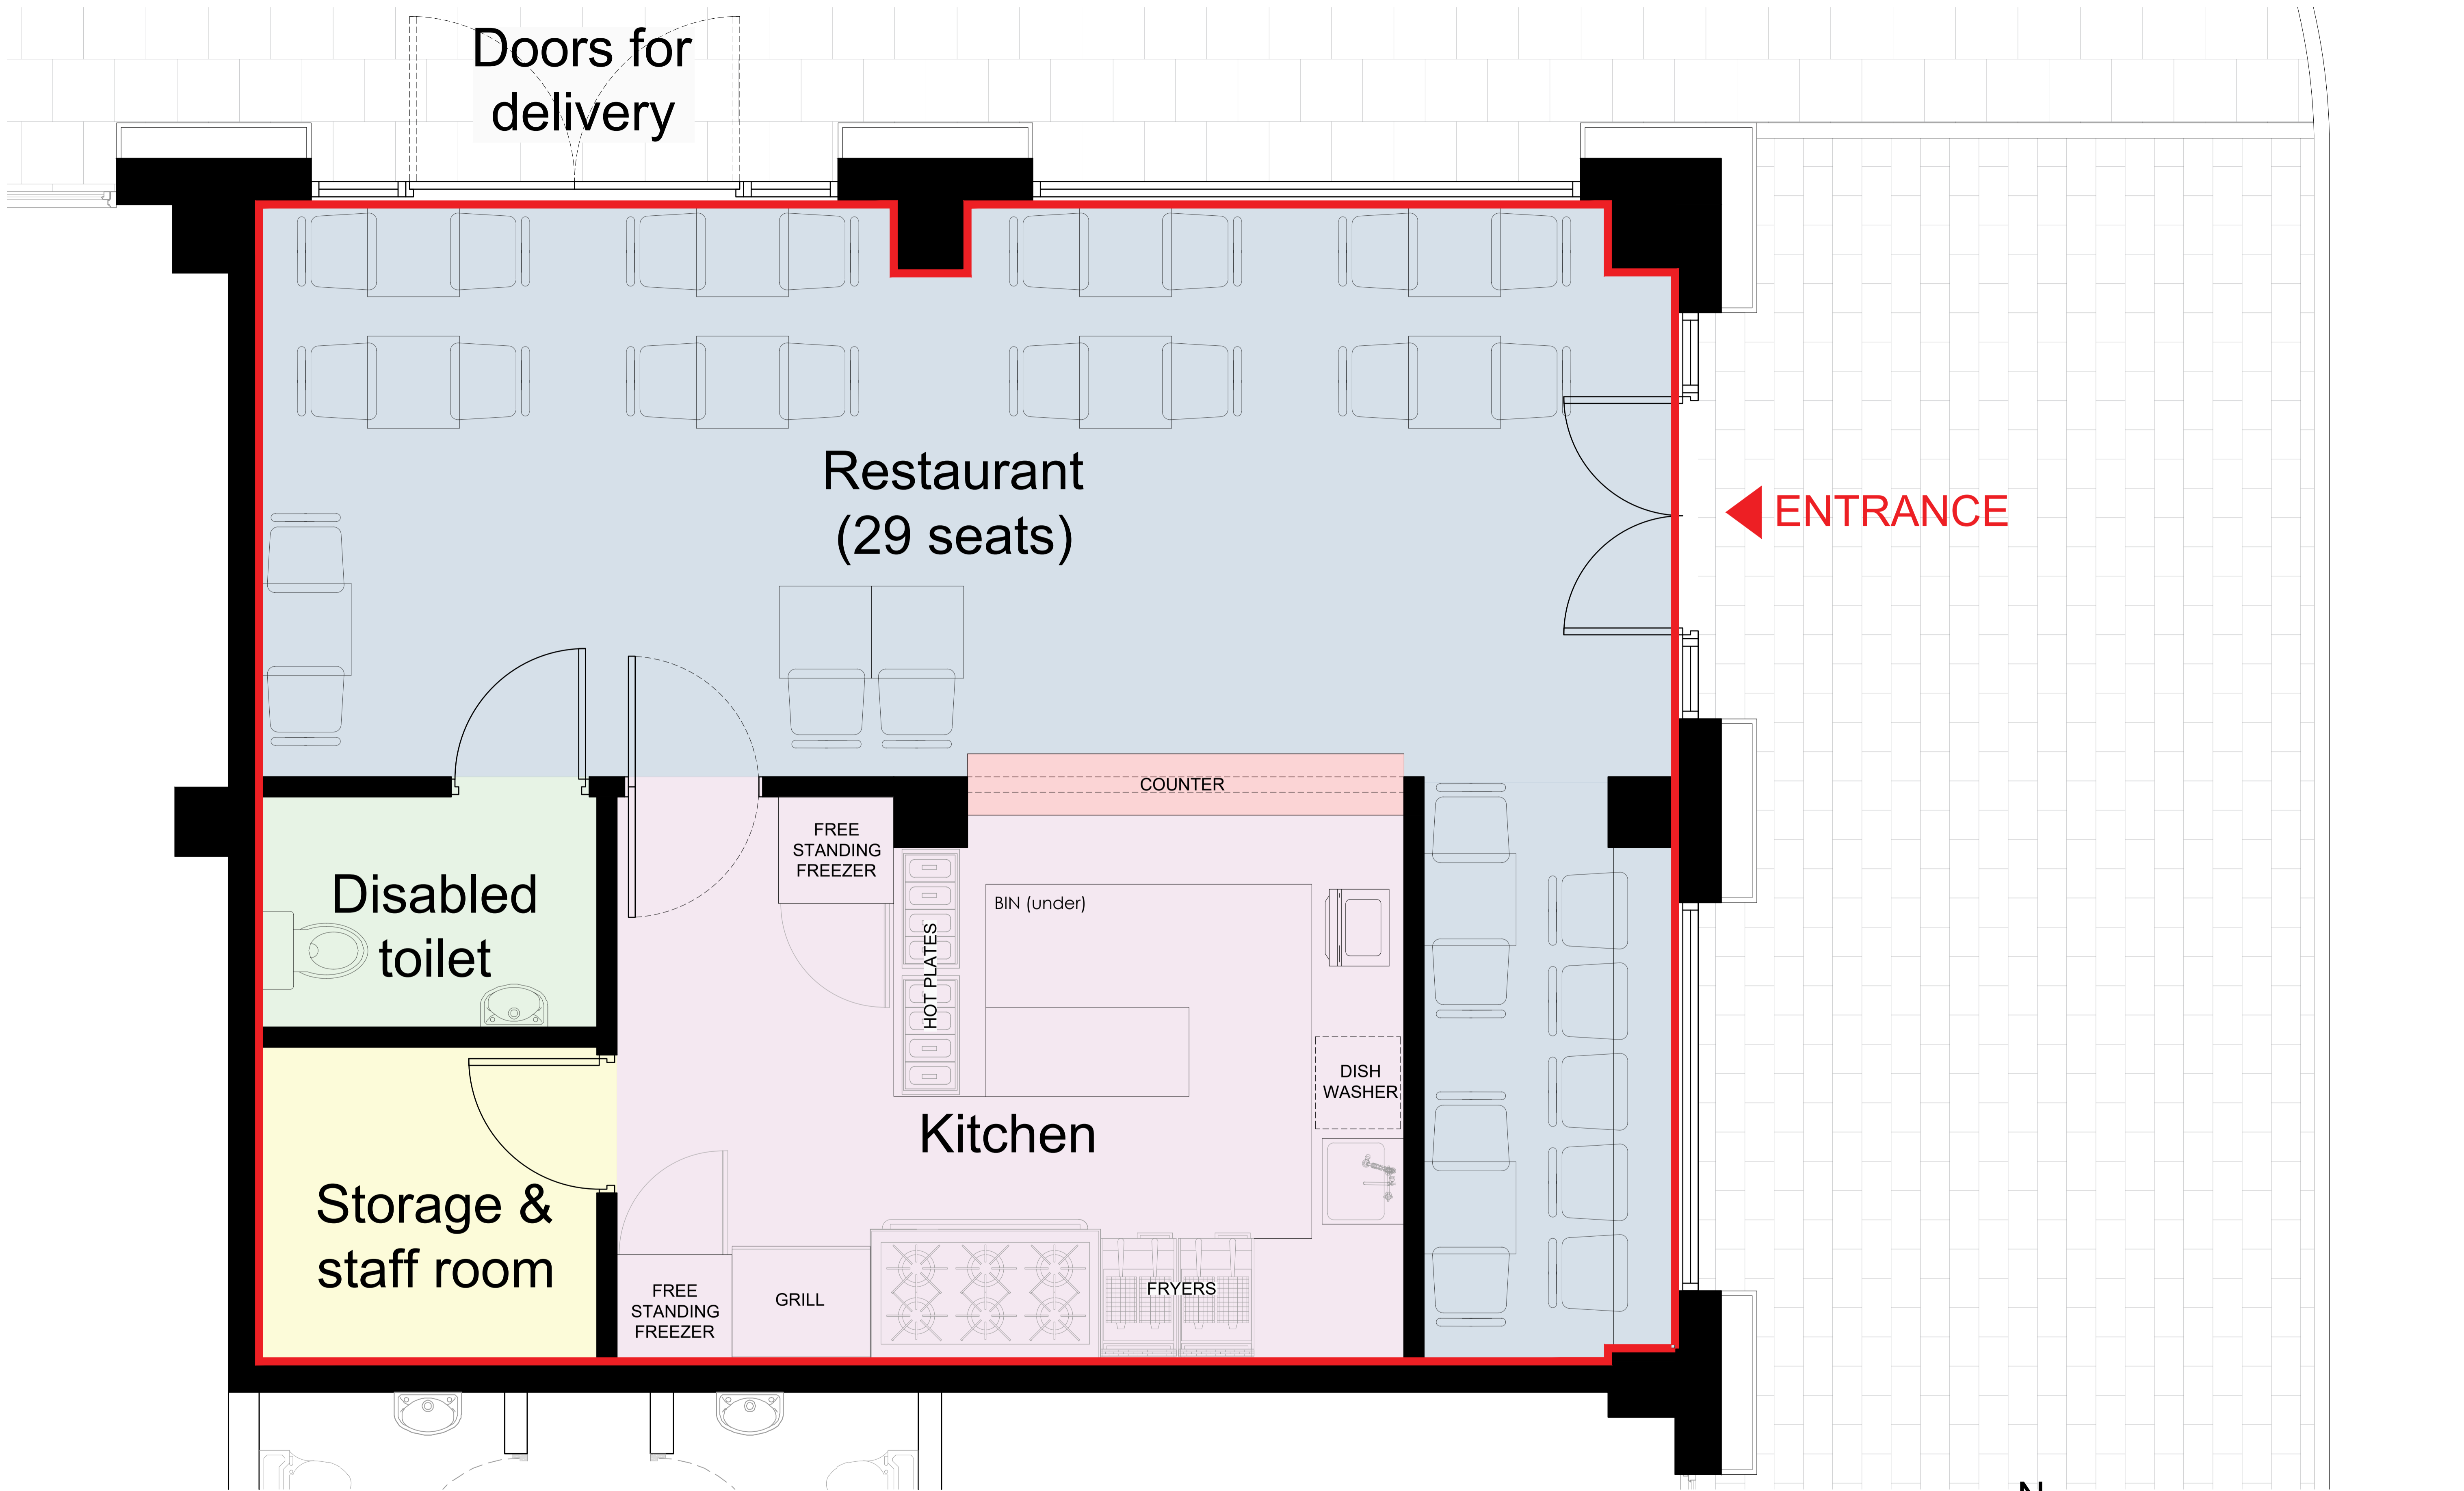 Doors for
delivery
Restaurant
(29 seats)
ENTRANCE
COUNTER
FREE
STANDING
FREEZER
Disabled
toilet
BIN (under)
HOT PLATES
DISH
WASHER
Kitchen
Storage &
staff room
FREE
STANDING
FREEZER
GRILL
FRYERS